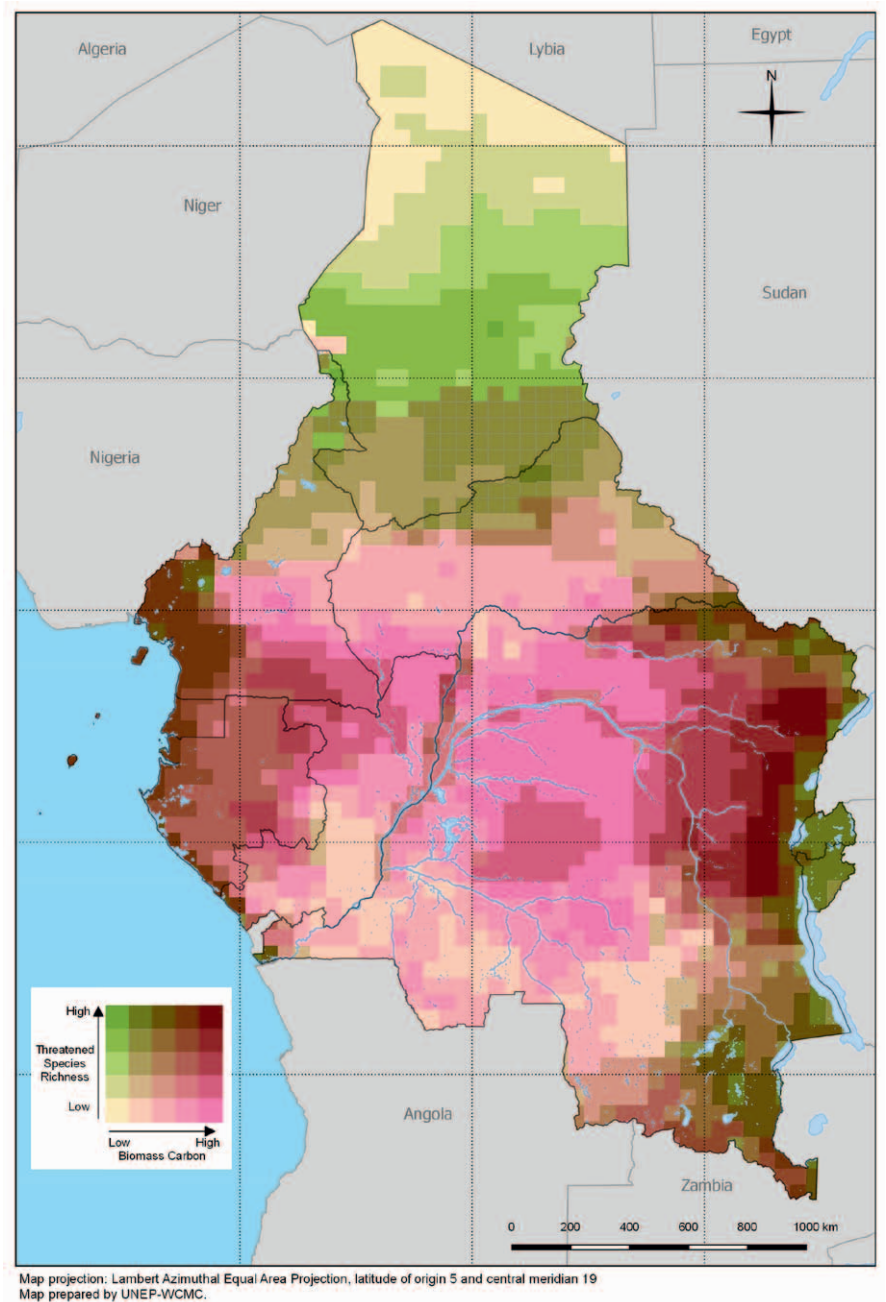 Algeria
Lybia
Egypt
N
Niger
Sudan
Nigeria
High
Threatened
Species
Richness
Low
Low
High
Biomass Carbon
Angola
Zambia
0 200 400 600 800 1000 km
Map projection: Lambert Azimuthal Equal Area Projection, latitude of origin 5 and central meridian 19
Map prepared by UNEP-WCMC.